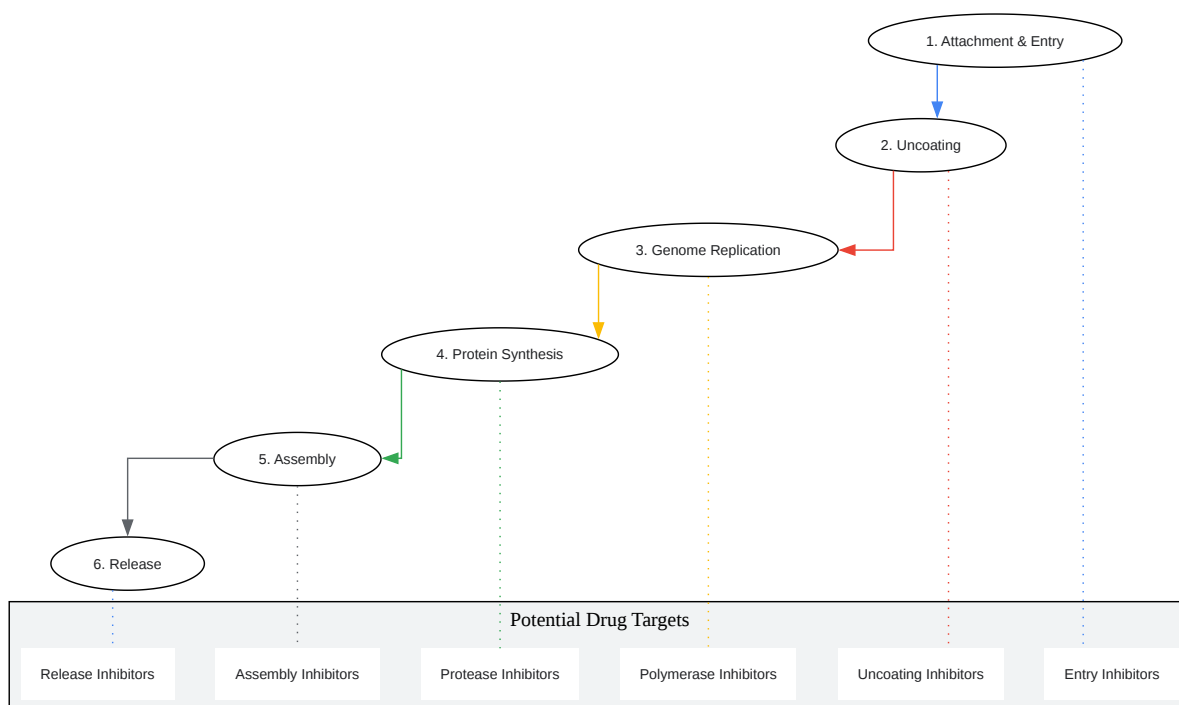 1. Attachment & Entry
2. Uncoating
3. Genome Replication
4. Protein Synthesis
5. Assembly
6. Release
Potential Drug Targets
Release Inhibitors
Assembly Inhibitors
Protease Inhibitors
Polymerase Inhibitors
Uncoating Inhibitors
Entry Inhibitors